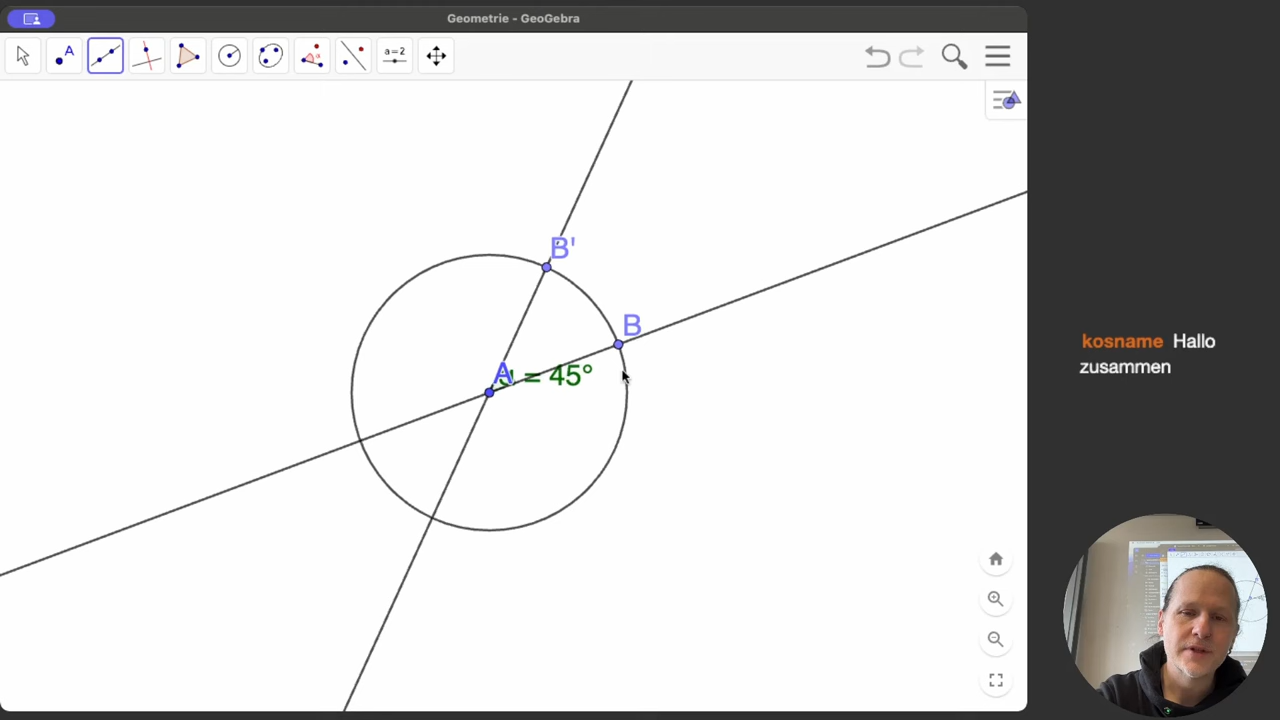 Geometrie - GeoGebra
A
a=2
B'
B
A
= 45°
kosname Hallo
zusammen